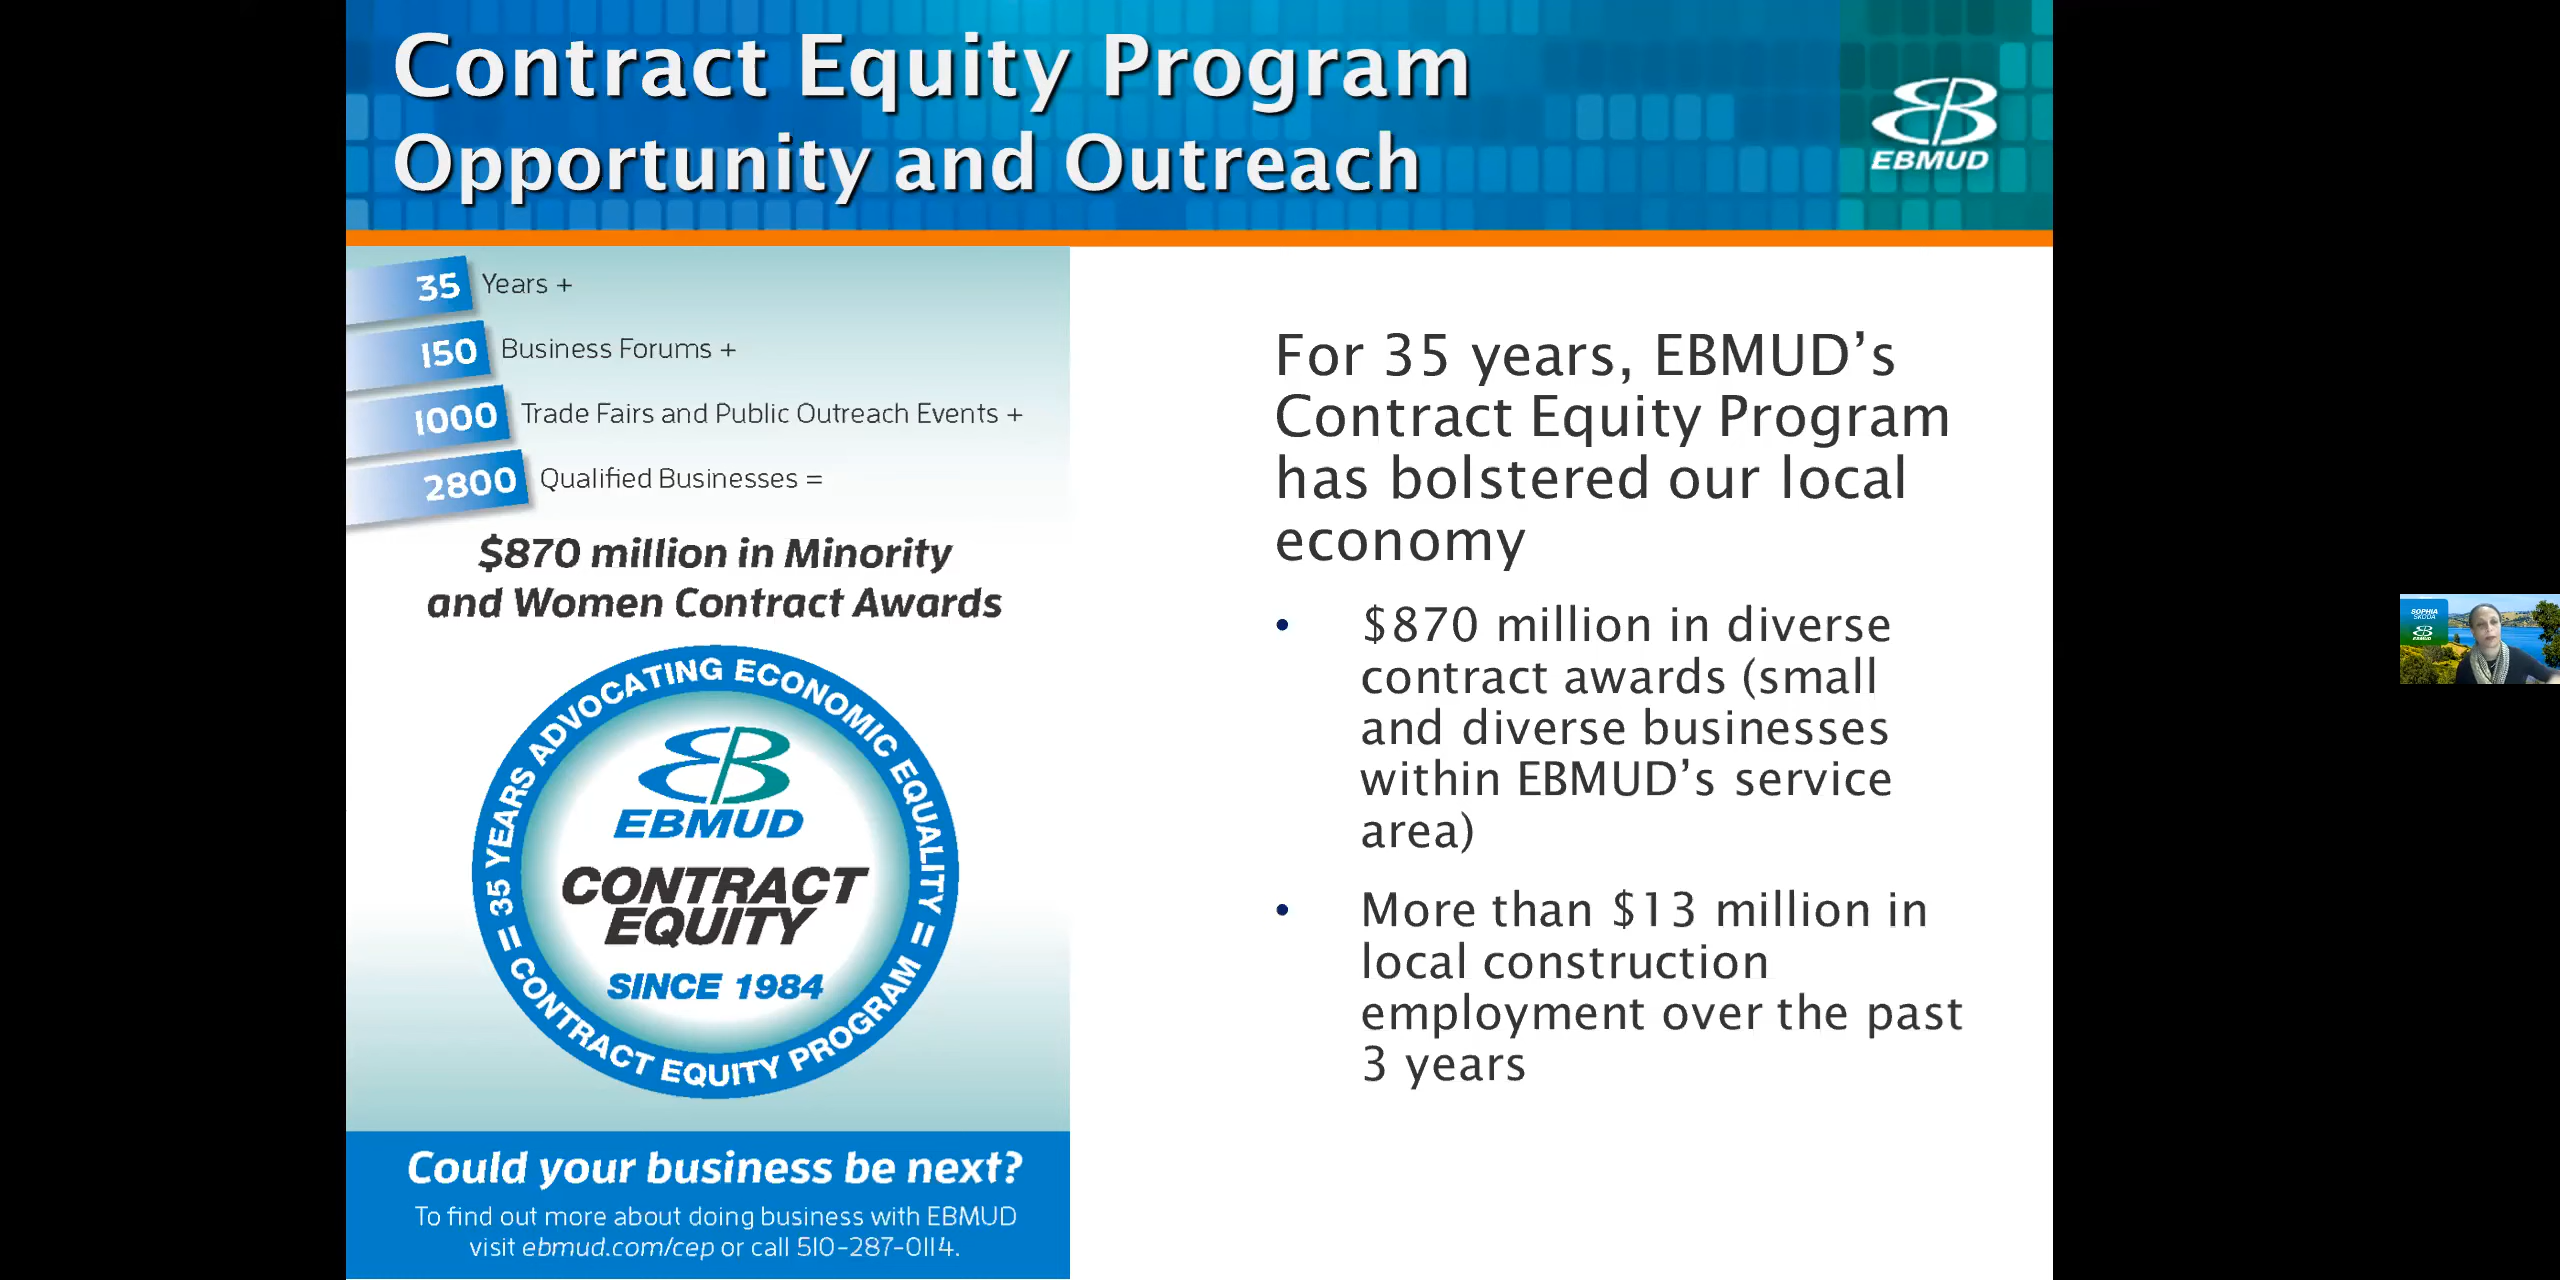 Contract Equity Program
Opportunity and Outreach
EBMUD
35 Years +
150 Business Forums +
1000 Trade Fairs and Public Outreach Events +
2800 Qualified Businesses =
$870 million in Minority
and Women Contract Awards
= 35 YEARS ADVOCATING ECONOMIC EQUALITY =
EBMUD
CONTRACT
EQUITY
SINCE 1984
CONTRACT EQUITY PROGRAM
Could your business be next?
To find out more about doing business with EBMUD
visit ebmud.com/cep or call 510-287-0114.
For 35 years, EBMUD’s
Contract Equity Program
has bolstered our local
economy
• $870 million in diverse
contract awards (small
and diverse businesses
within EBMUD’s service
area)
• More than $13 million in
local construction
employment over the past
3 years
SOPHIA
SKODA
EBMUD